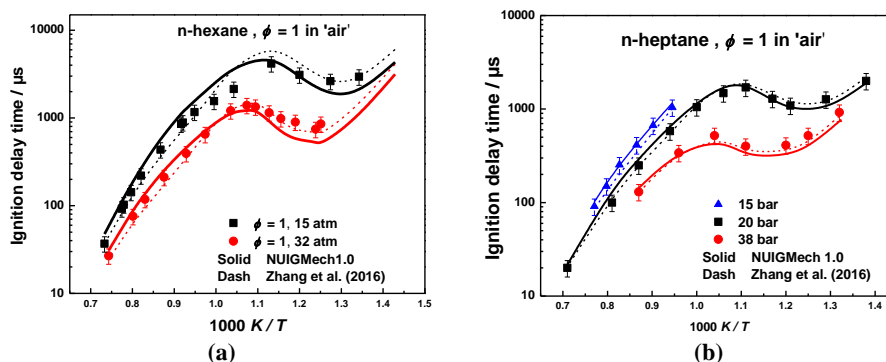 n-hexane , ϕ = 1 in 'air'
10000
1000
100
10
Ignition delay time / μs
ϕ = 1, 15 atm
ϕ = 1, 32 atm
Solid NUIGMech1.0
Dash Zhang et al. (2016)
0.7 0.8 0.9 1.0 1.1 1.2 1.3 1.4 1.5
1000 K / T
(a)
n-heptane , ϕ = 1 in 'air'
10000
1000
100
10
Ignition delay time / μs
15 bar
20 bar
38 bar
Solid NUIGMech1.0
Dash Zhang et al. (2016)
0.7 0.8 0.9 1.0 1.1 1.2 1.3 1.4
1000 K / T
(b)